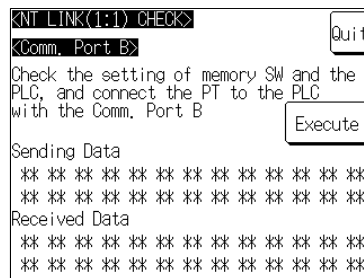 <NT LINK(1:1) CHECK>
Quit
<Comm. Port B>
Check the setting of memory SW and the
PLC, and connect the PT to the PLC
with the Comm. Port B
Execute
Sending Data
** ** ** ** ** ** ** ** ** ** ** ** **
** ** ** ** ** ** ** ** ** ** ** ** **
Received Data
** ** ** ** ** ** ** ** ** ** ** ** **
** ** ** ** ** ** ** ** ** ** ** ** **